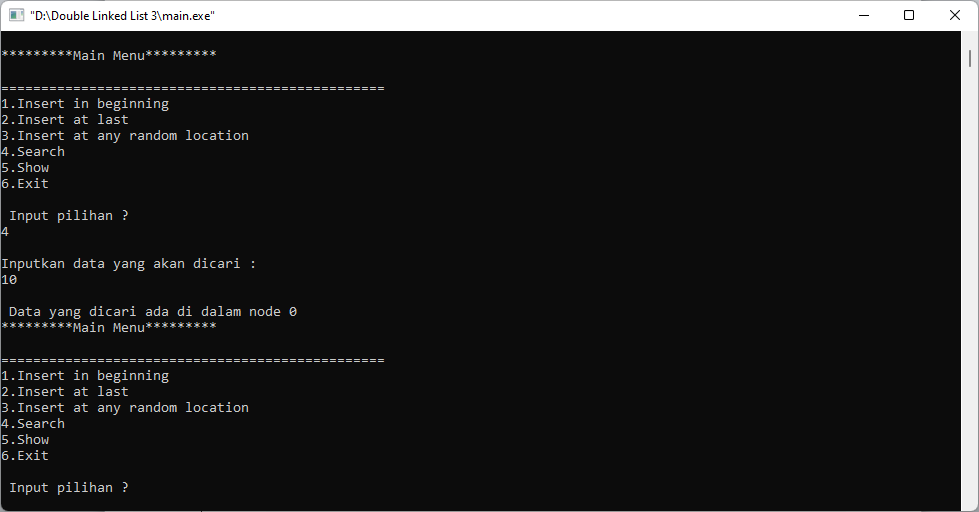 "D:\Double Linked List 3\main.exe"
*********Main Menu*********
================================================
1.Insert in beginning
2.Insert at last
3.Insert at any random location
4.Search
5.Show
6.Exit
Input pilihan ?
4
Inputkan data yang akan dicari :
10
Data yang dicari ada di dalam node 0
*********Main Menu*********
================================================
1.Insert in beginning
2.Insert at last
3.Insert at any random location
4.Search
5.Show
6.Exit
Input pilihan ?